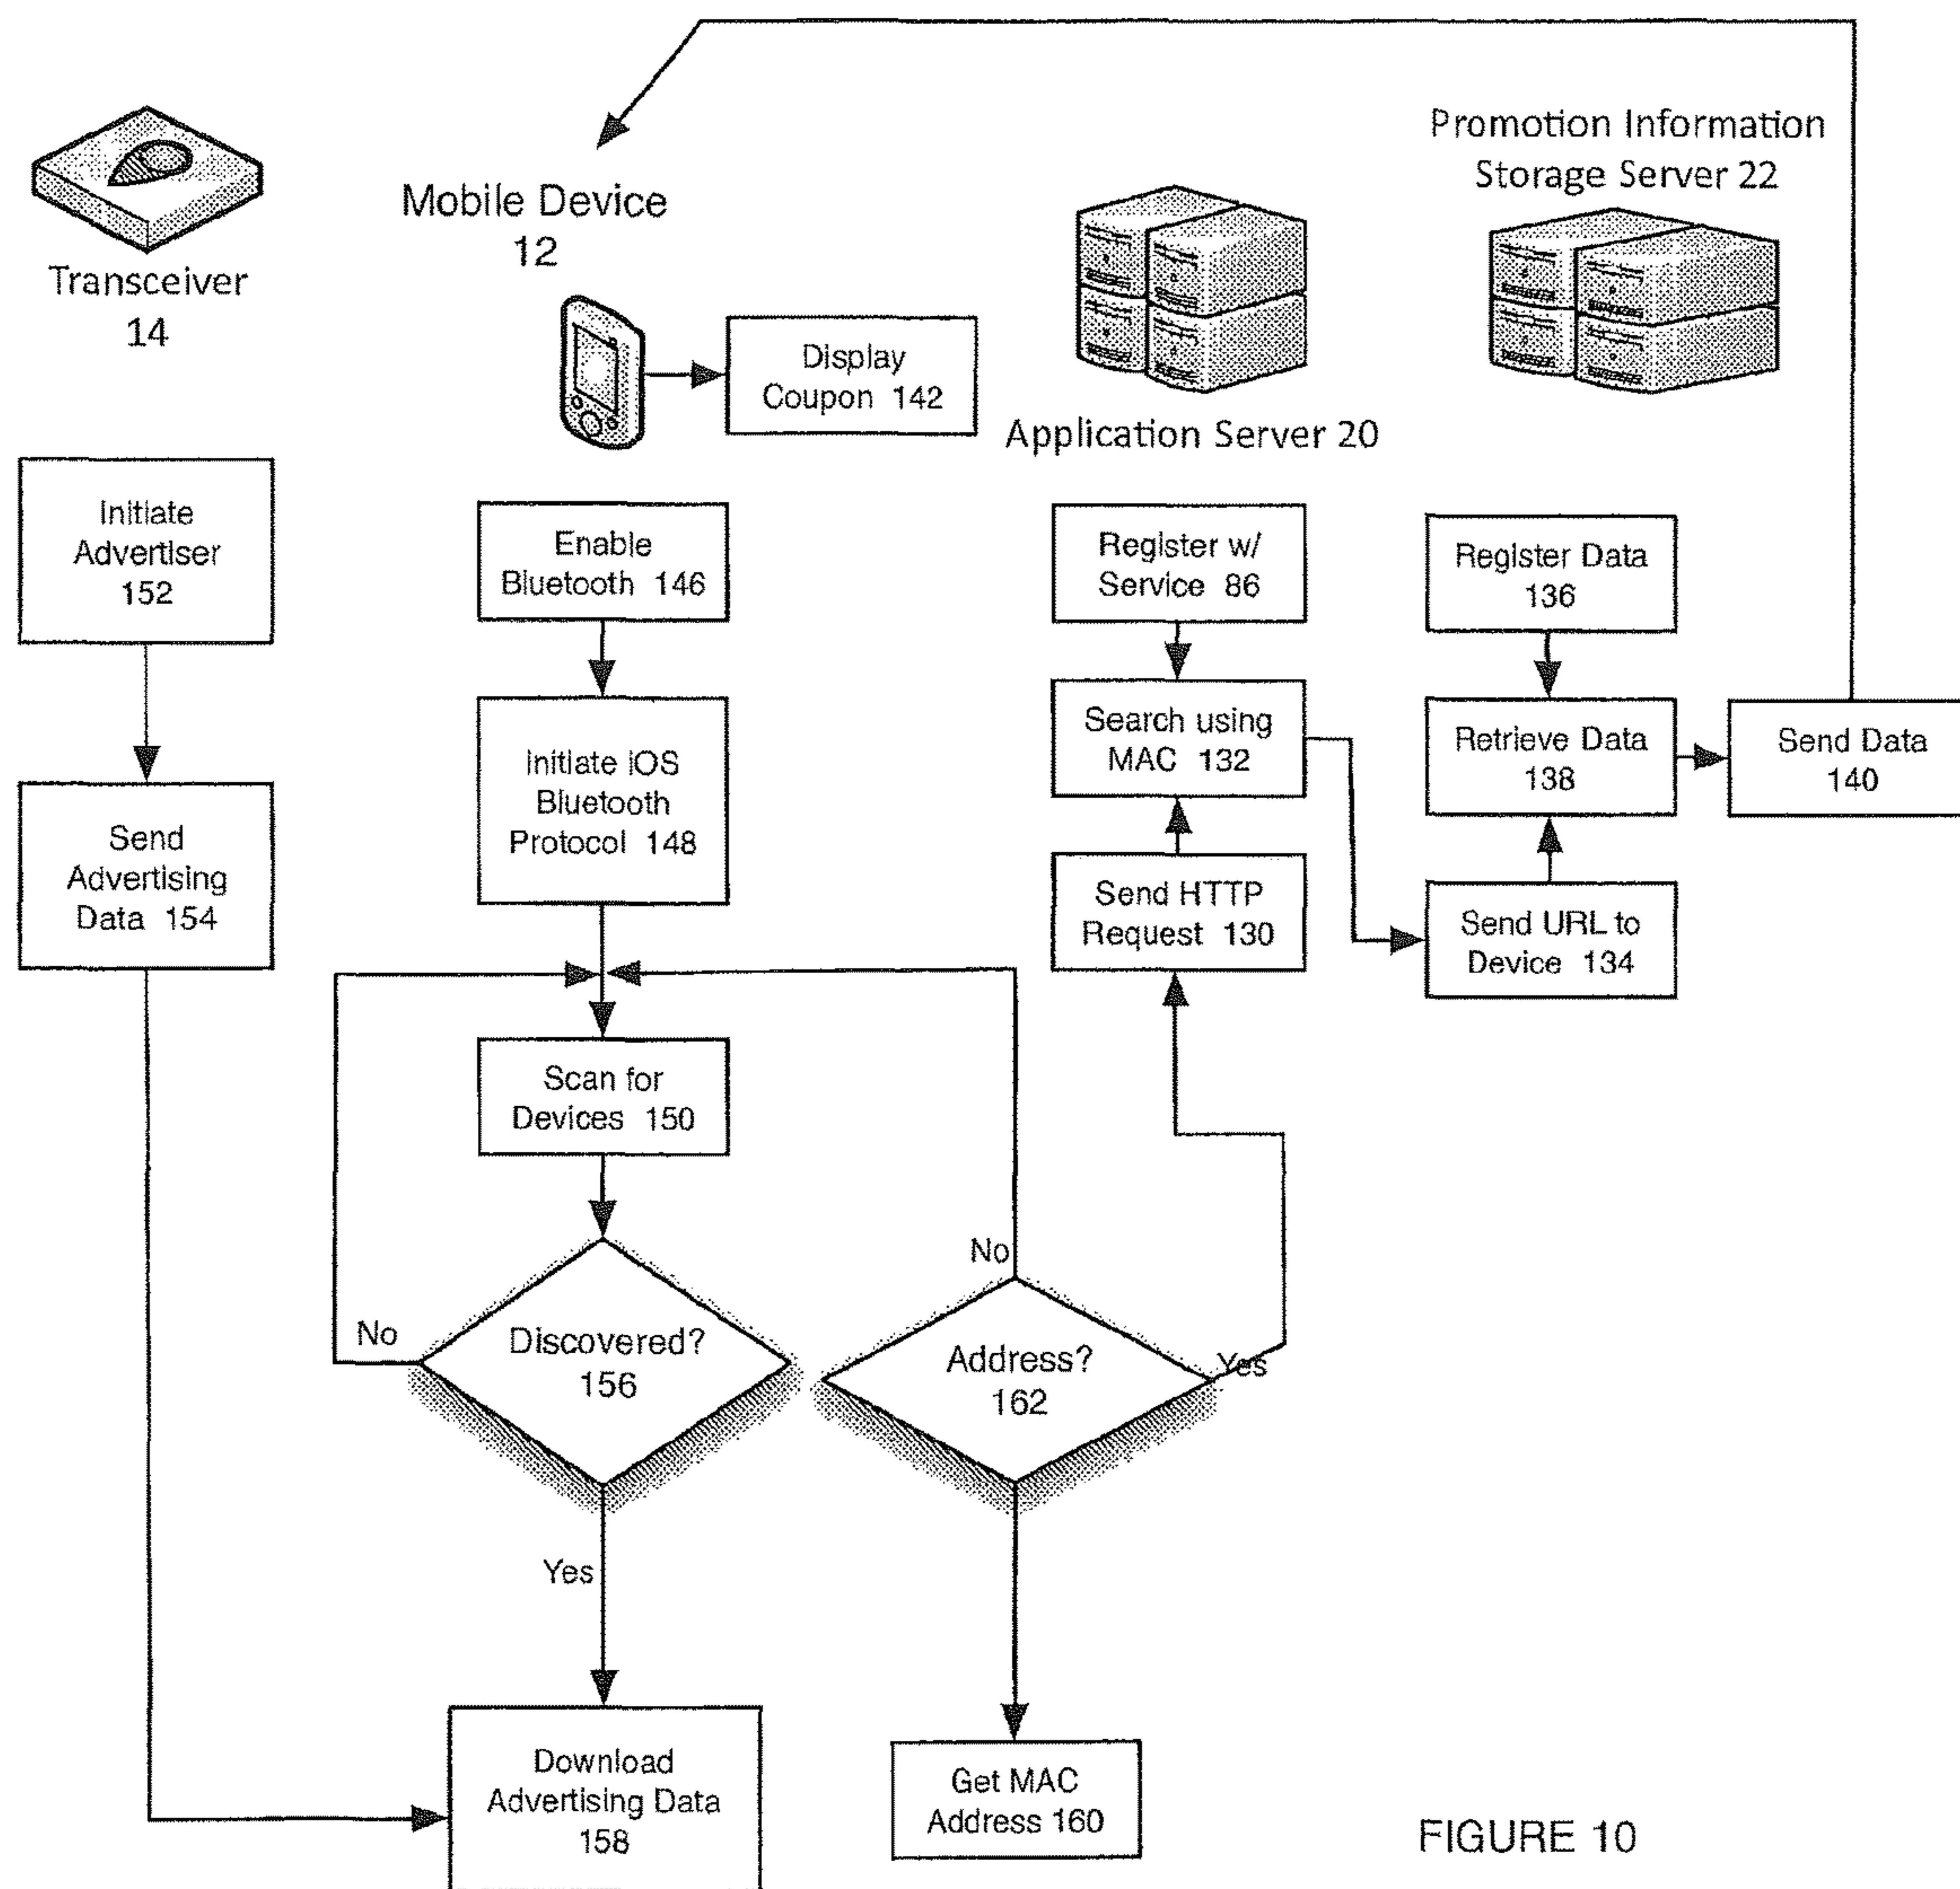 Promotion Information
Storage Server 22
Mobile Device
12
Transceiver
14
Display
Coupon 142
Application Server 20
Initiate
Advertiser
152
Enable
Bluetooth 146
Register w/
Service 86
Register Data
136
Initiate iOS
Bluetooth
Protocol 148
Search using
MAC 132
Retrieve Data
138
Send Data
140
Send
Advertising
Data 154
Send HTTP
Request 130
Send URL to
Device 134
Scan for
Devices 150
No
No
Discovered?
156
Address?
162
Yes
Yes
Download
Advertising Data
158
Get MAC
Address 160
FIGURE 10